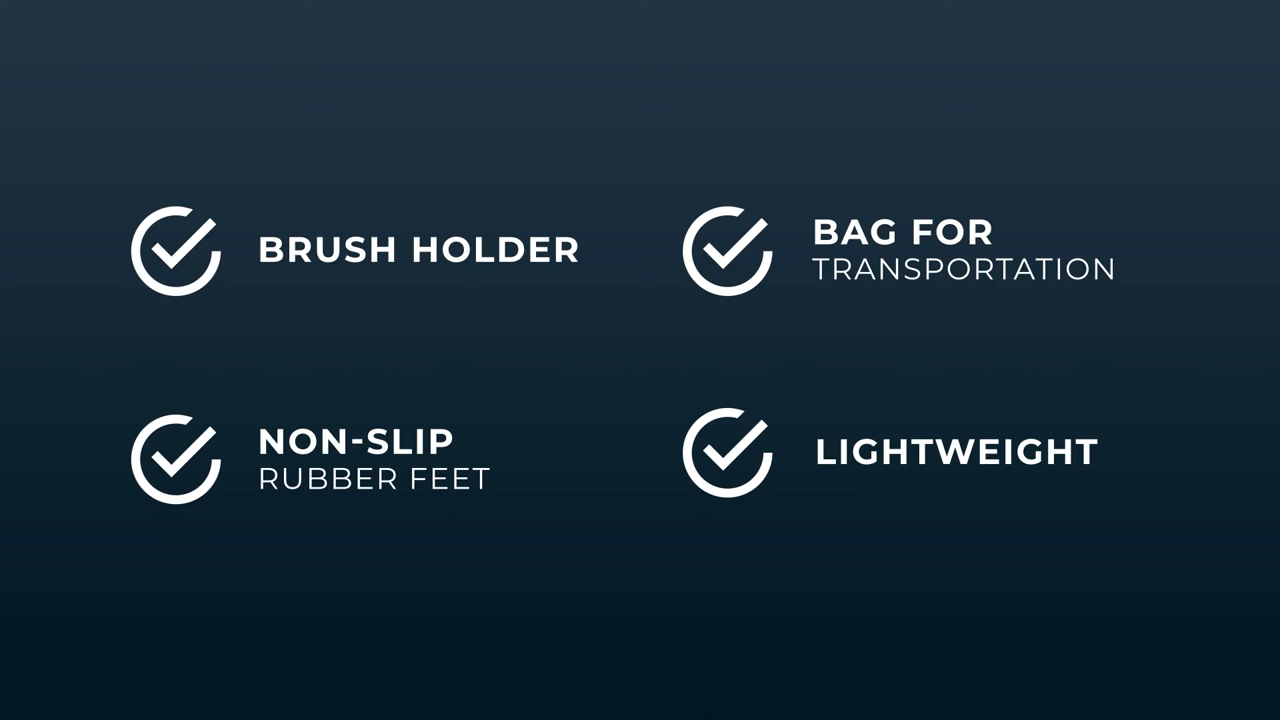 BRUSH HOLDER
BAG FOR
TRANSPORTATION
NON-SLIP
RUBBER FEET
LIGHTWEIGHT